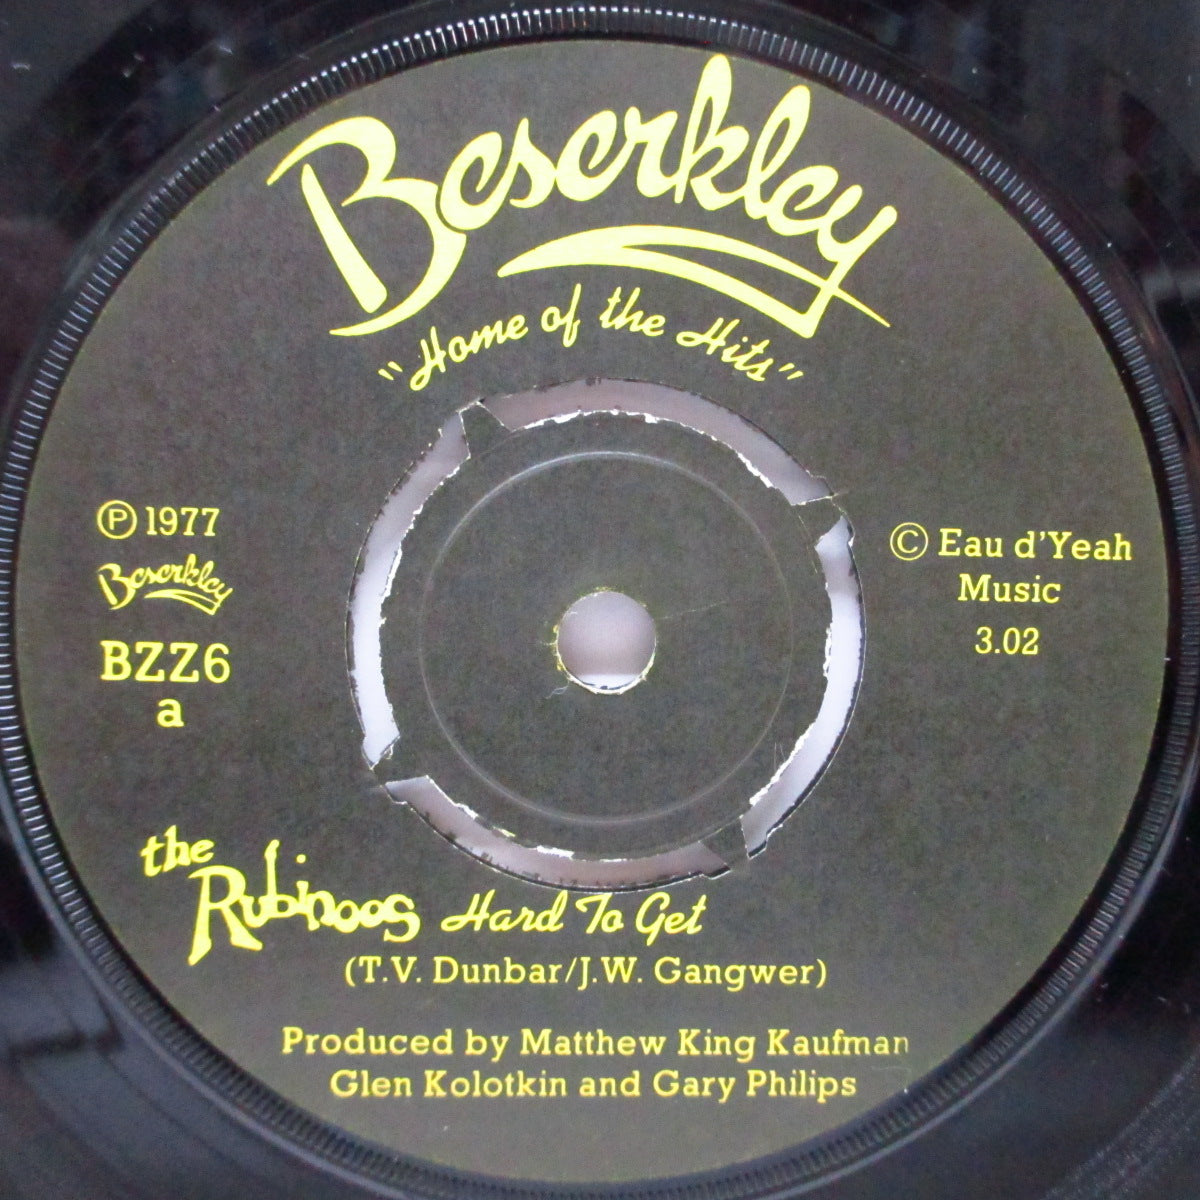 Beserkley
"Home of the Hits"
Ⓟ 1977
Beserkley
BZZ6
a
© Eau d'Yeah
Music
3.02
the
Rubinoos Hard To Get
(T.V. Dunbar/J.W. Gangwer)
Produced by Matthew King Kaufman
Glen Kolotkin and Gary Philips